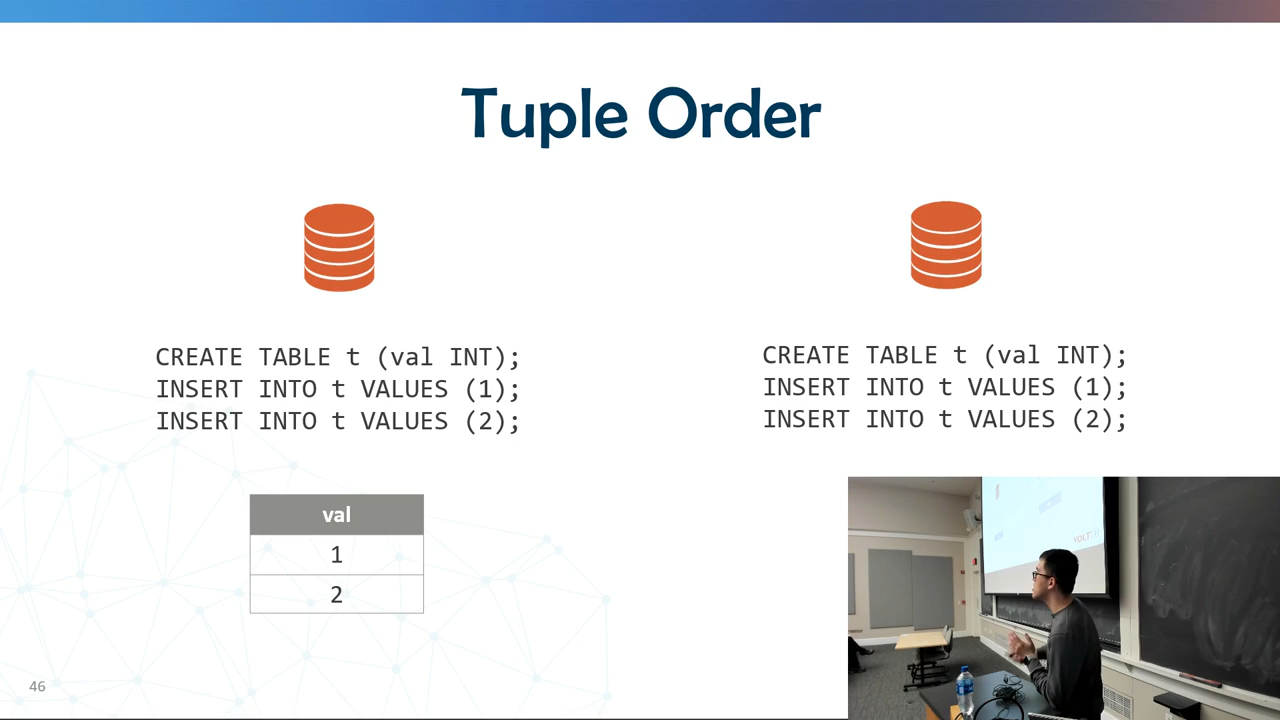 Tuple Order
CREATE TABLE t (val INT);
INSERT INTO t VALUES (1);
INSERT INTO t VALUES (2);
CREATE TABLE t (val INT);
INSERT INTO t VALUES (1);
INSERT INTO t VALUES (2);
val
1
2
VOLT
46